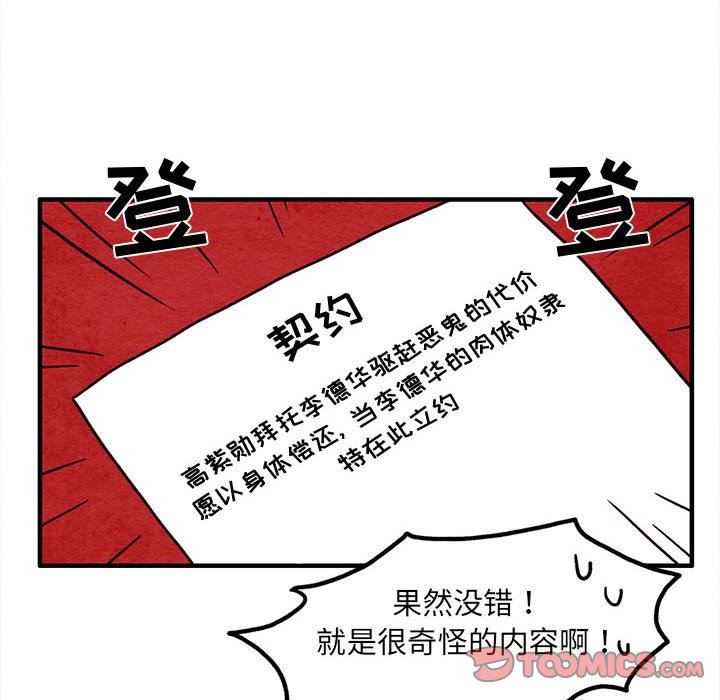 登 登
契约
高紫勋拜托李德华驱赶恶鬼的代价
愿以身体偿还, 当李德华的肉体奴隶
特在此立约
果然没错！
就是很奇怪的内容啊！
TOOMICS.COM